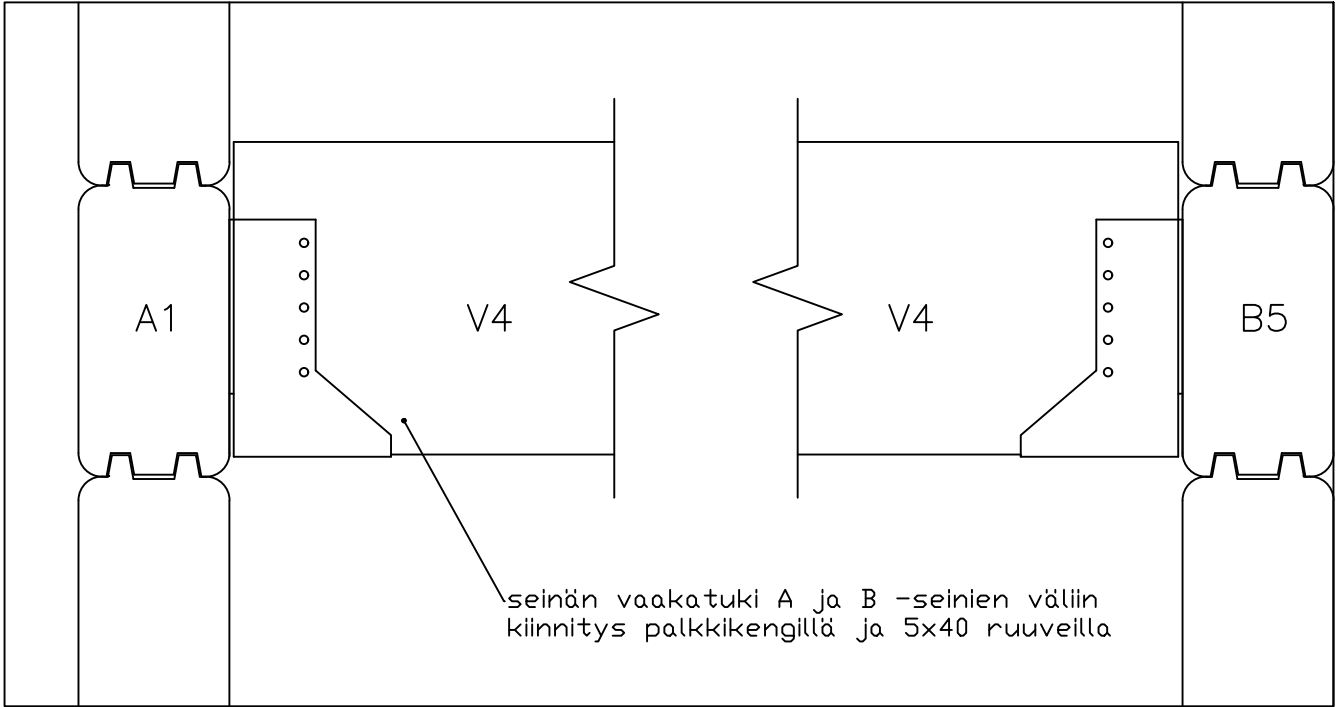 A1
V4
V4
B5
seinän vaakatuki A ja B -seinien väliin
kiinnitys palkkikengillä ja 5x40 ruuveilla